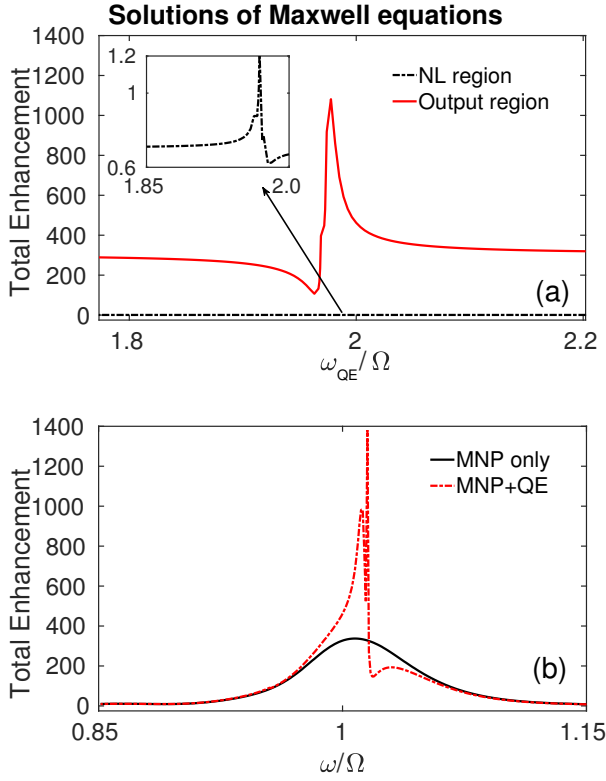 Solutions of Maxwell equations
1400
1200
1000
800
600
400
200
0
Total Enhancement
1.2
1
0.6
1.85
2.0
NL region
Output region
(a)
1.8
2
2.2
ω_QE/Ω
1400
1200
1000
800
600
400
200
0
Total Enhancement
MNP only
MNP+QE
(b)
0.85
1
1.15
ω/Ω